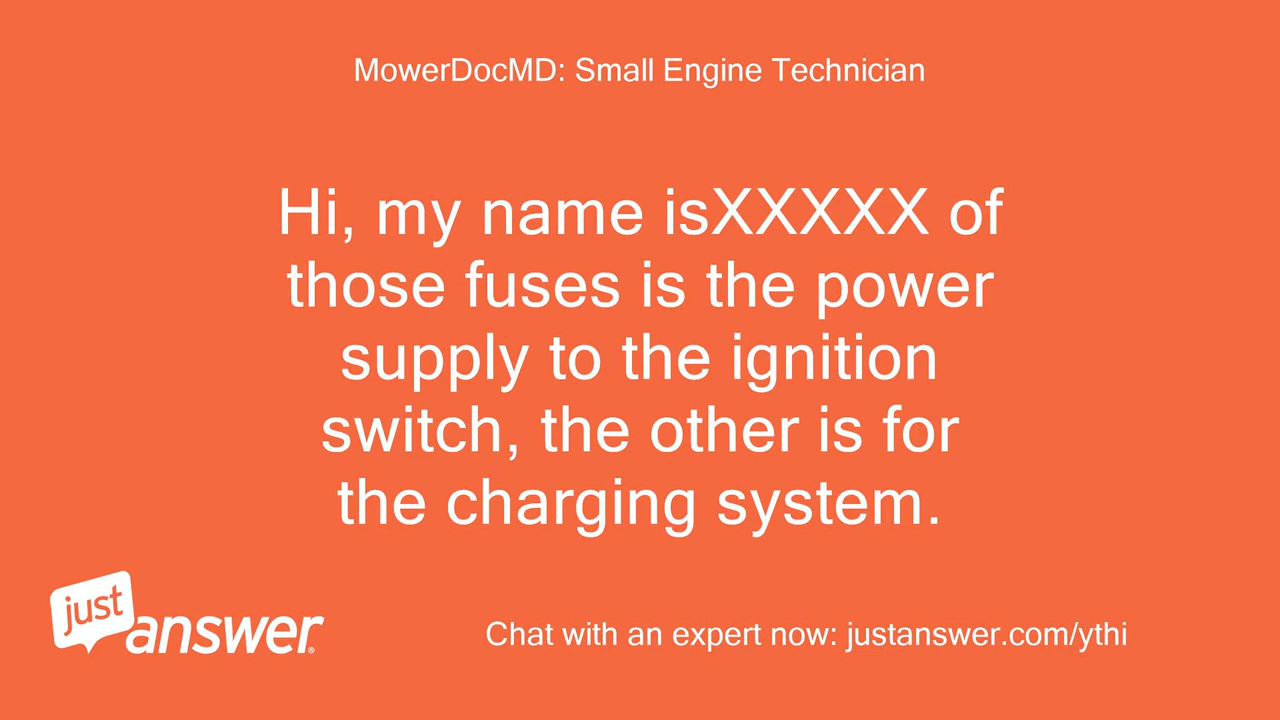 MowerDocMD: Small Engine Technician
Hi, my name isXXXXX of
those fuses is the power
supply to the ignition
switch, the other is for
the charging system.
just
answer®
Chat with an expert now: justanswer.com/ythi